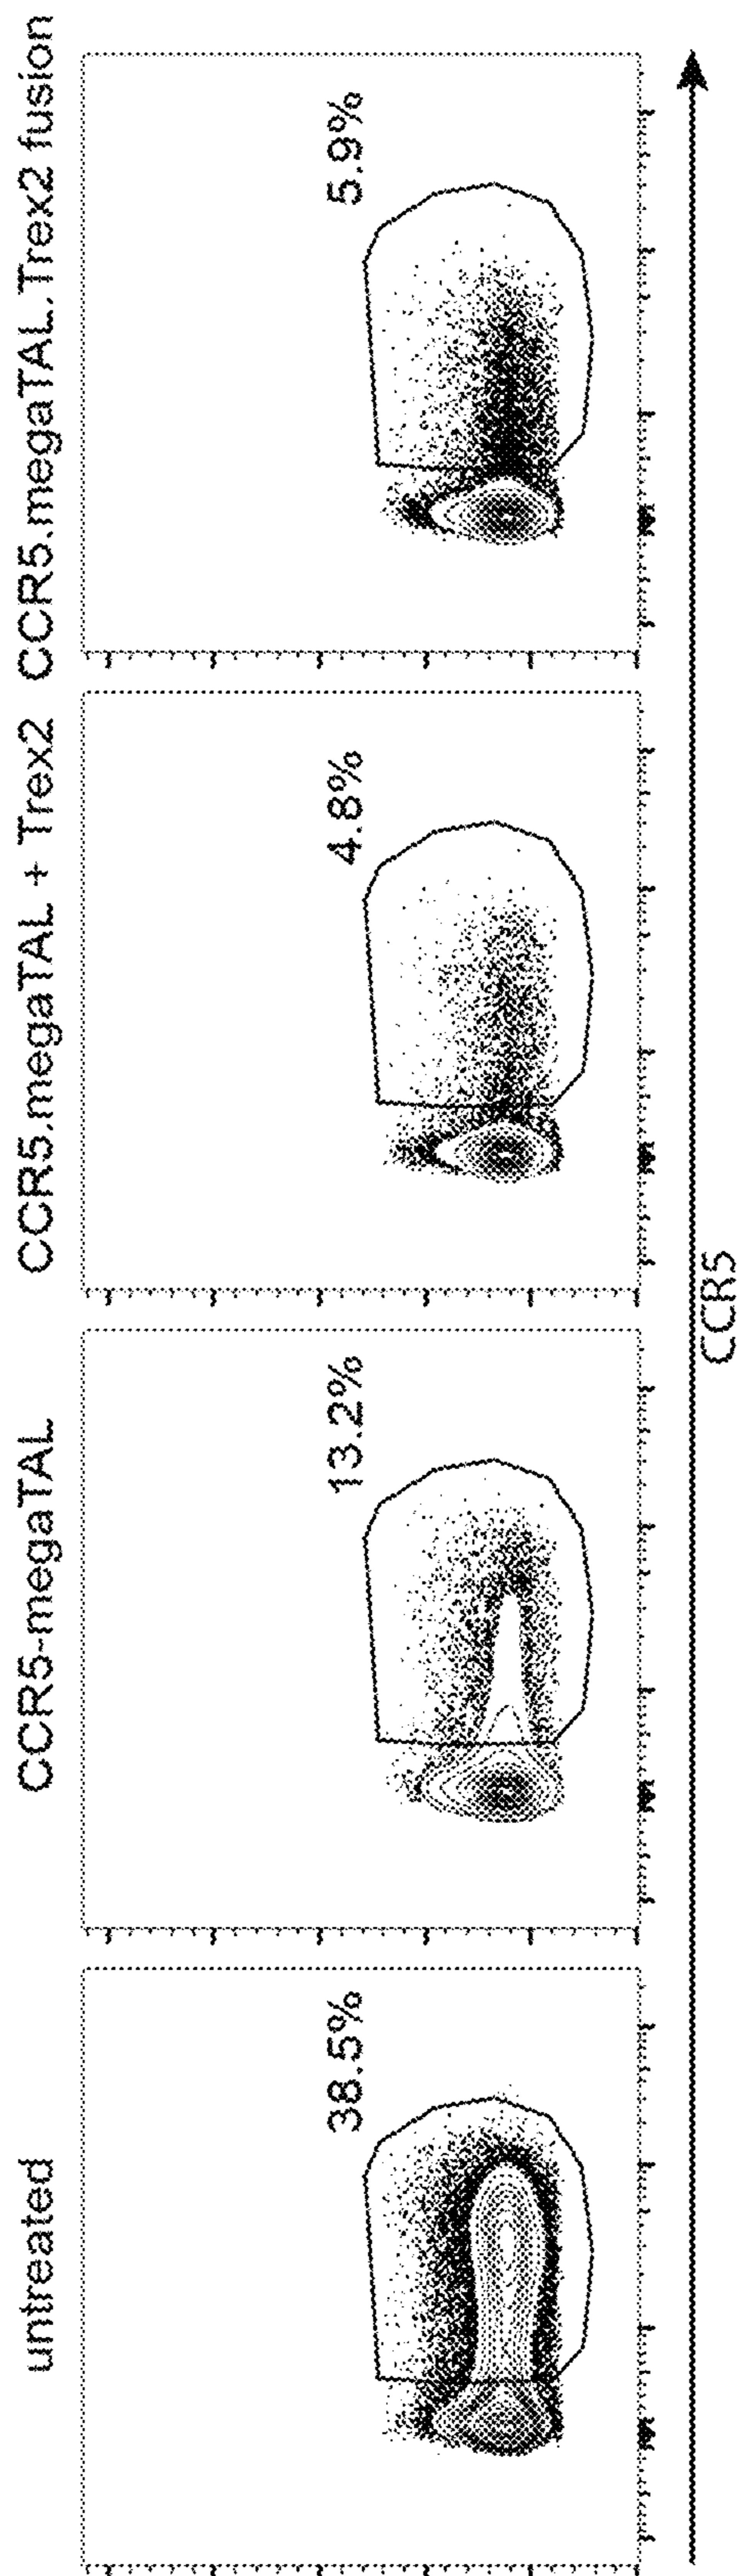 untreated
CCR5-megaTAL
CCR5.megaTAL + Trex2
CCR5.megaTAL.Trex2 fusion
38.5%
13.2%
4.8%
5.9%
CCR5